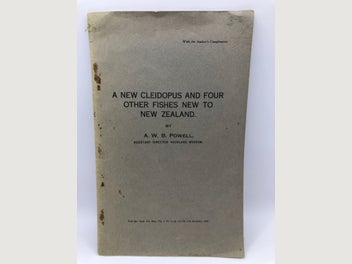 With the Author's Compliments
A NEW CLEIDOPUS AND FOUR
OTHER FISHES NEW TO
NEW ZEALAND.
BY
A. W. B. POWELL,
ASSISTANT DIRECTOR AUCKLAND MUSEUM.